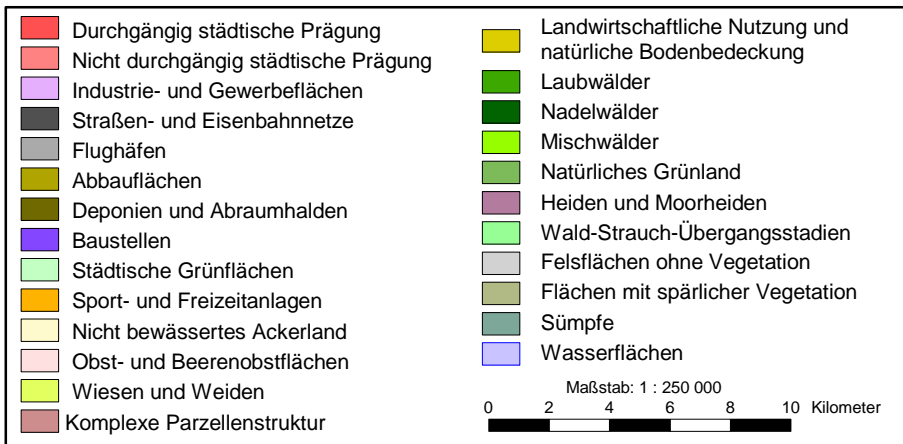 Durchgängig städtische Prägung
Nicht durchgängig städtische Prägung
Industrie- und Gewerbeflächen
Straßen- und Eisenbahnnetze
Flughäfen
Abbauflächen
Deponien und Abraumhalden
Baustellen
Städtische Grünflächen
Sport- und Freizeitanlagen
Nicht bewässertes Ackerland
Obst- und Beerenobstflächen
Wiesen und Weiden
Komplexe Parzellenstruktur
Landwirtschaftliche Nutzung und
natürliche Bodenbedeckung
Laubwälder
Nadelwälder
Mischwälder
Natürliches Grünland
Heiden und Moorheiden
Wald-Strauch-Übergangsstadien
Felsflächen ohne Vegetation
Flächen mit spärlicher Vegetation
Sümpfe
Wasserflächen
Maßstab: 1 : 250 000
0 2 4 6 8 10 Kilometer